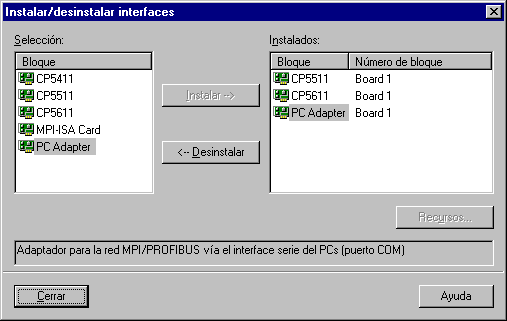 Instalar/desinstalar interfaces
Selección:
Bloque
CP5411
CP5511
CP5611
MPI-ISA Card
PC Adapter
Instalar -->
<-- Desinstalar
Instalados:
Bloque Número de bloque
CP5511 Board 1
CP5611 Board 1
PC Adapter Board 1
Recursos...
Adaptador para la red MPI/PROFIBUS vía el interface serie del PCs (puerto COM)
Cerrar
Ayuda